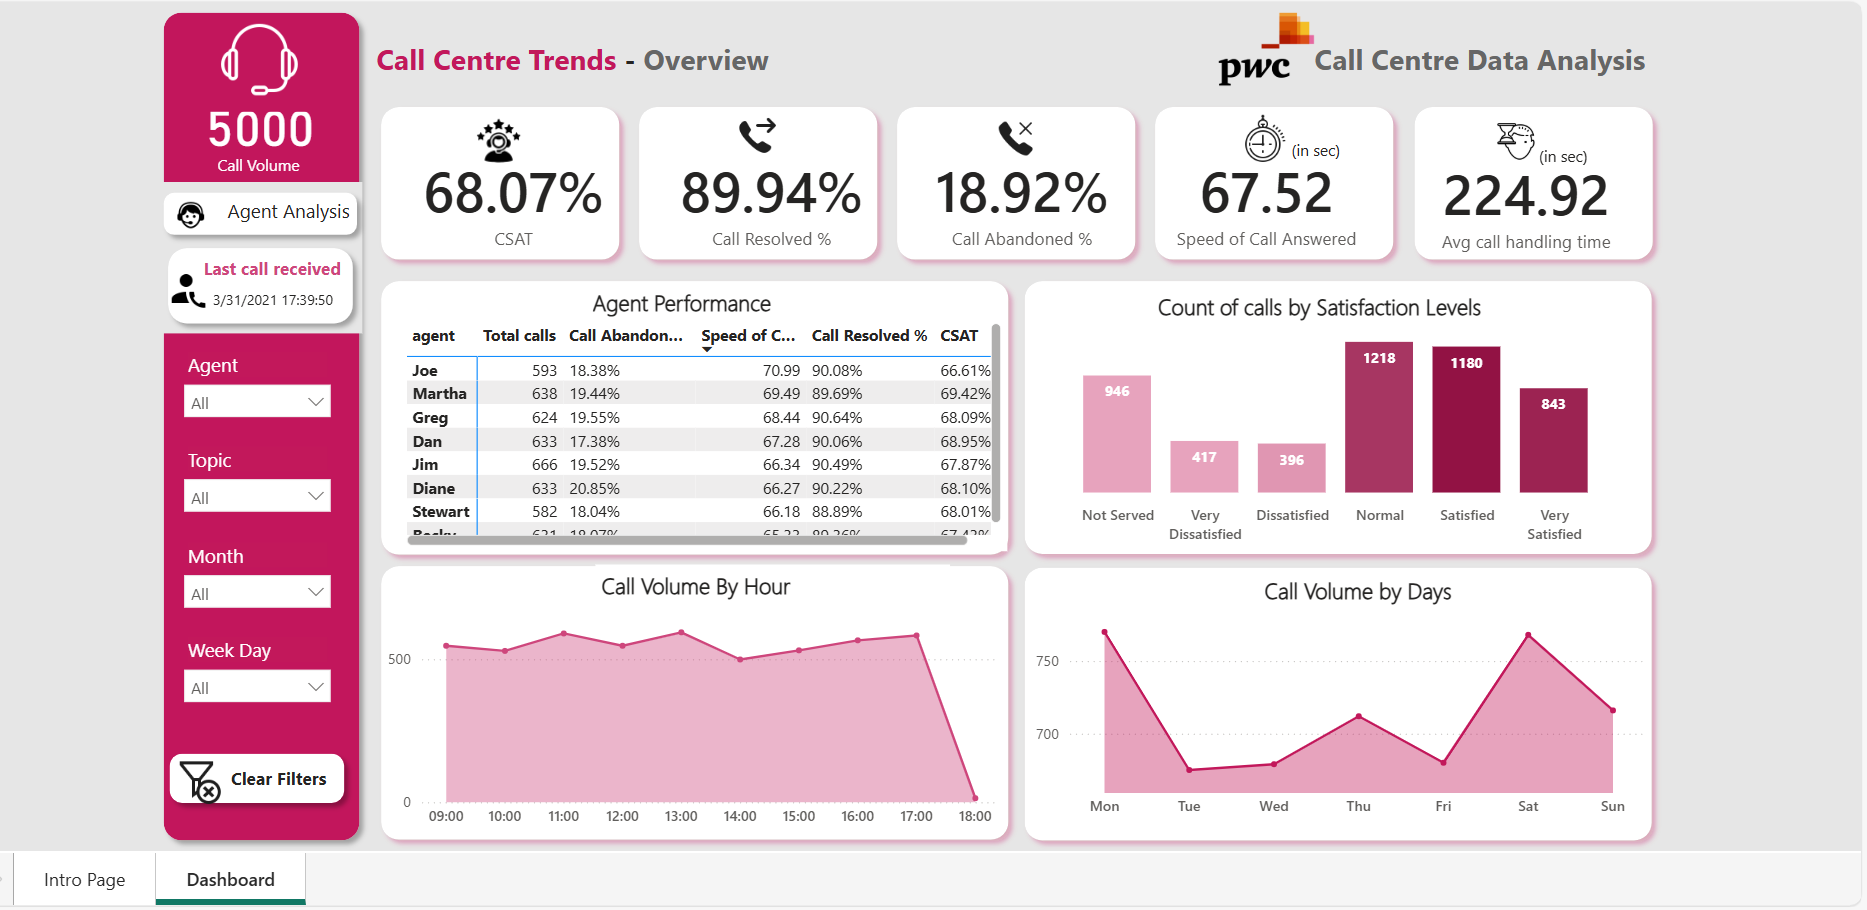 5000
Call Volume
Agent Analysis
Last call received
3/31/2021 17:39:50
Agent
All
Topic
All
Month
All
Week Day
All
Clear Filters
Call Centre Trends - Overview
pwc
Call Centre Data Analysis
68.07%
CSAT
89.94%
Call Resolved %
18.92%
Call Abandoned %
(in sec)
67.52
Speed of Call Answered
(in sec)
224.92
Avg call handling time
Agent Performance
agent Total calls Call Abandon... Speed of C... Call Resolved % CSAT
Joe 593 18.38% 70.99 90.08% 66.61%
Martha 638 19.44% 69.49 89.69% 69.42%
Greg 624 19.55% 68.44 90.64% 68.09%
Dan 633 17.38% 67.28 90.06% 68.95%
Jim 666 19.52% 66.34 90.49% 67.87%
Diane 633 20.85% 66.27 90.22% 68.10%
Stewart 582 18.04% 66.18 88.89% 68.01%
Becky 631
Count of calls by Satisfaction Levels
946
417
396
1218
1180
843
Not Served
Very
Dissatisfied
Dissatisfied
Normal
Satisfied
Very
Satisfied
Call Volume By Hour
500
0
09:00 10:00 11:00 12:00 13:00 14:00 15:00 16:00 17:00 18:00
Call Volume by Days
750
700
Mon Tue Wed Thu Fri Sat Sun
Intro Page
Dashboard